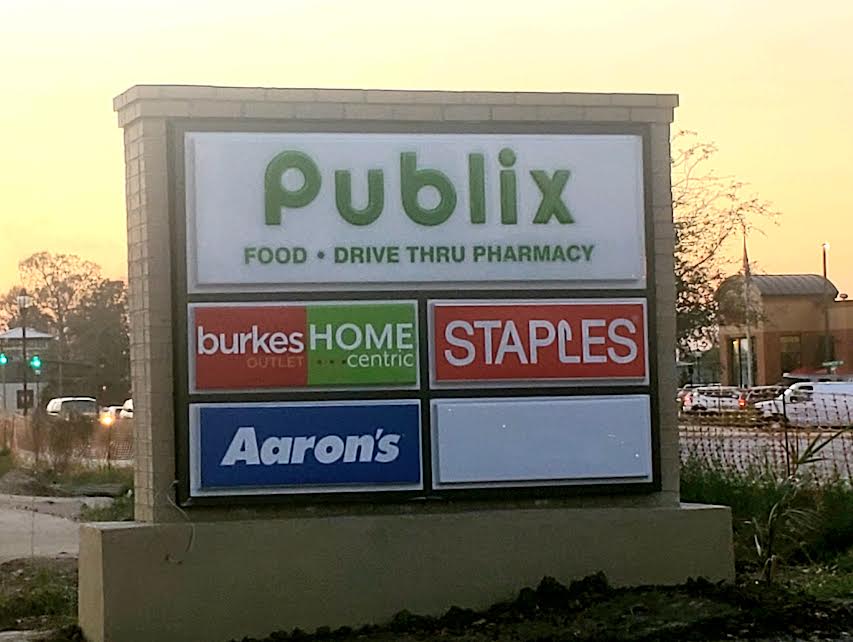 Publix
FOOD • DRIVE THRU PHARMACY
burkes
OUTLET
HOME
centric
STAPLES
Aaron's